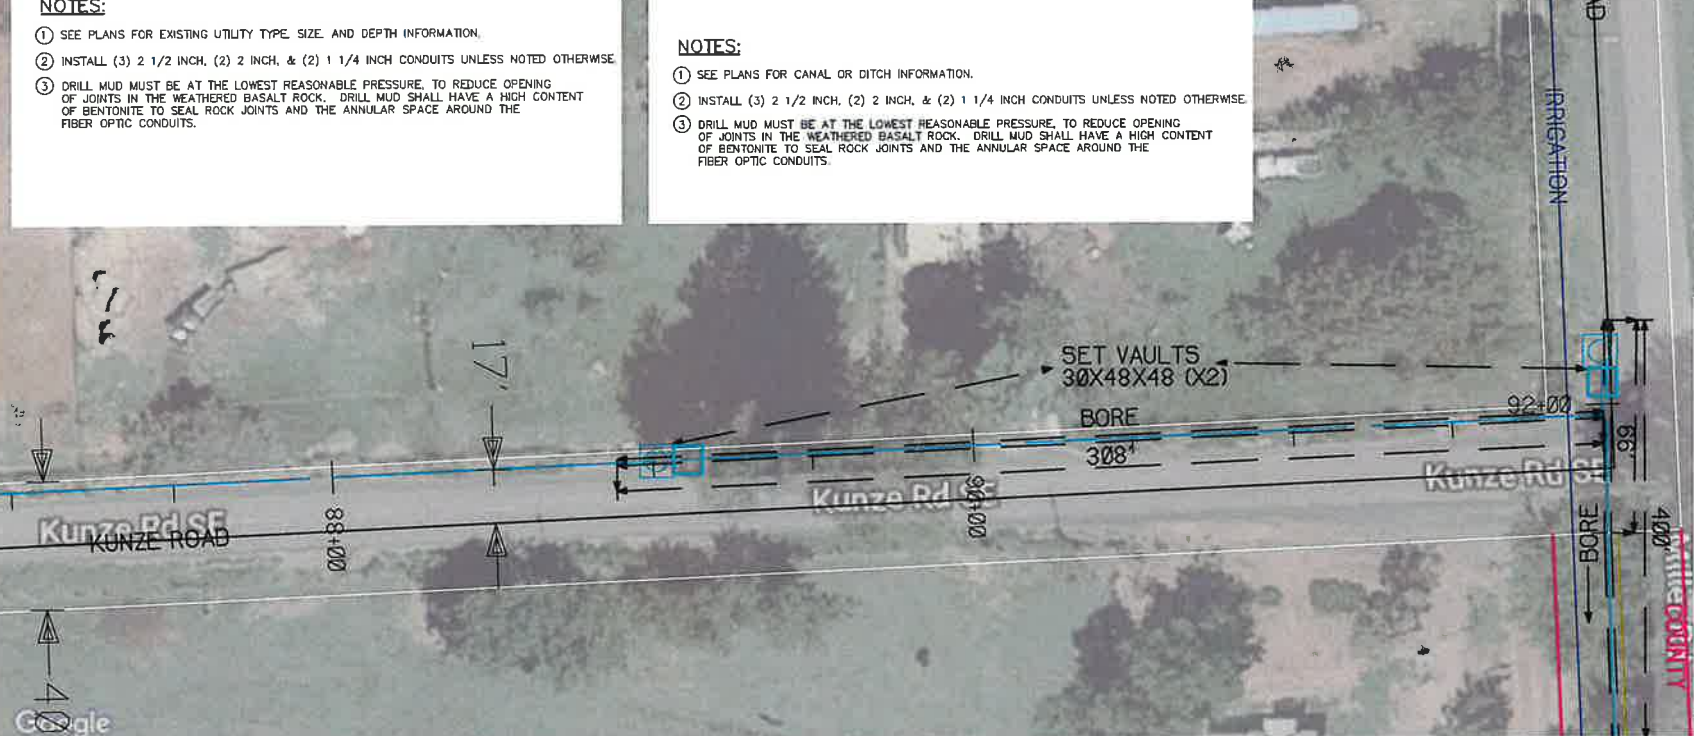 NOTES:
① SEE PLANS FOR EXISTING UTILITY TYPE, SIZE AND DEPTH INFORMATION.
② INSTALL (3) 2 1/2 INCH, (2) 2 INCH, & (2) 1 1/4 INCH CONDUITS UNLESS NOTED OTHERWISE.
③ DRILL MUD MUST BE AT THE LOWEST REASONABLE PRESSURE, TO REDUCE OPENING
OF JOINTS IN THE WEATHERED BASALT ROCK. DRILL MUD SHALL HAVE A HIGH CONTENT
OF BENTONITE TO SEAL ROCK JOINTS AND THE ANNULAR SPACE AROUND THE
FIBER OPTIC CONDUITS.
NOTES:
① SEE PLANS FOR CANAL OR DITCH INFORMATION.
② INSTALL (3) 2 1/2 INCH, (2) 2 INCH, & (2) 1 1/4 INCH CONDUITS UNLESS NOTED OTHERWISE.
③ DRILL MUD MUST BE AT THE LOWEST REASONABLE PRESSURE, TO REDUCE OPENING
OF JOINTS IN THE WEATHERED BASALT ROCK. DRILL MUD SHALL HAVE A HIGH CONTENT
OF BENTONITE TO SEAL ROCK JOINTS AND THE ANNULAR SPACE AROUND THE
FIBER OPTIC CONDUITS.
IRRIGATION
17'
SET VAULTS
30X48X48 (X2)
BORE
92+00
308'
66'
Kunze Rd SE
Kunze Rd SE
Kunze Rd SE
KUNZE ROAD
88+00
90+00
BORE
400'
COUNTY
40
Google